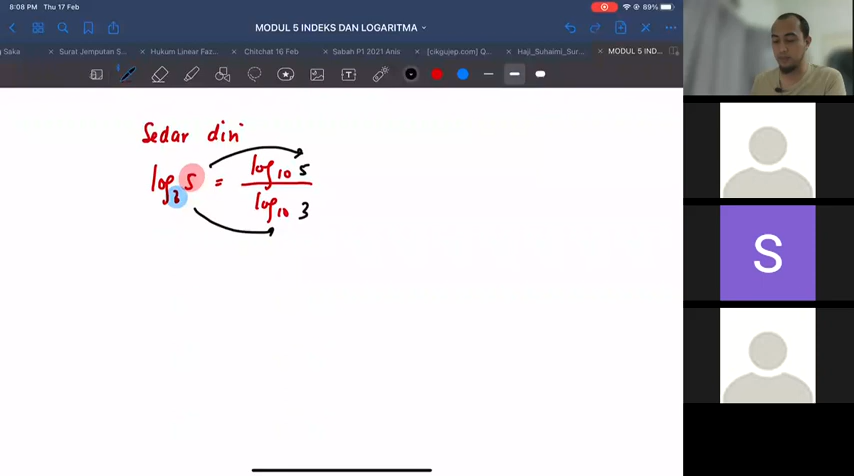 8:08 PM Thu 17 Feb
89%
MODUL 5 INDEKS DAN LOGARITMA
g Saka
Surat Jemputan S...
Hukum Linear Faz...
Chitchat 16 Feb
Sabah P1 2021 Anis
[cikgujep.com] Q...
Haji_Suhaimi_Sur...
MODUL 5 IND...
Sedar diri
log₃ 5 = log₁₀ 5
log₁₀ 3
S